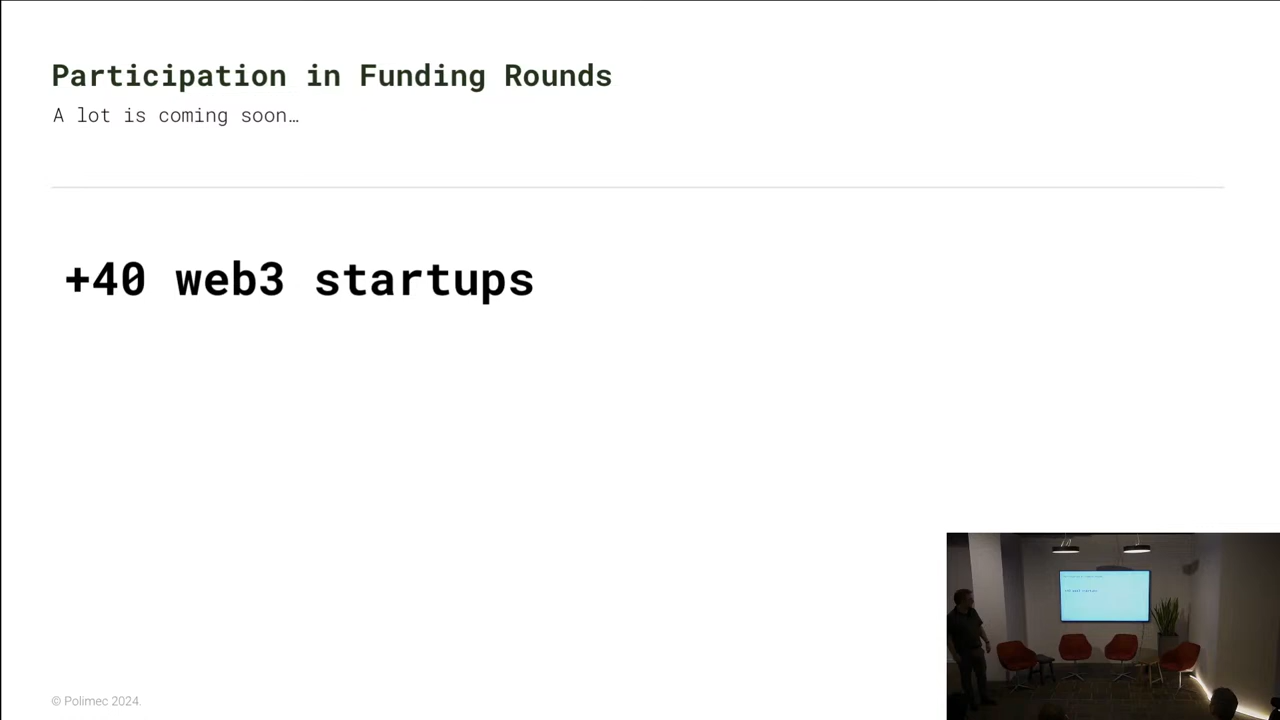 Participation in Funding Rounds
A lot is coming soon…
+40 web3 startups
© Polimec 2024.